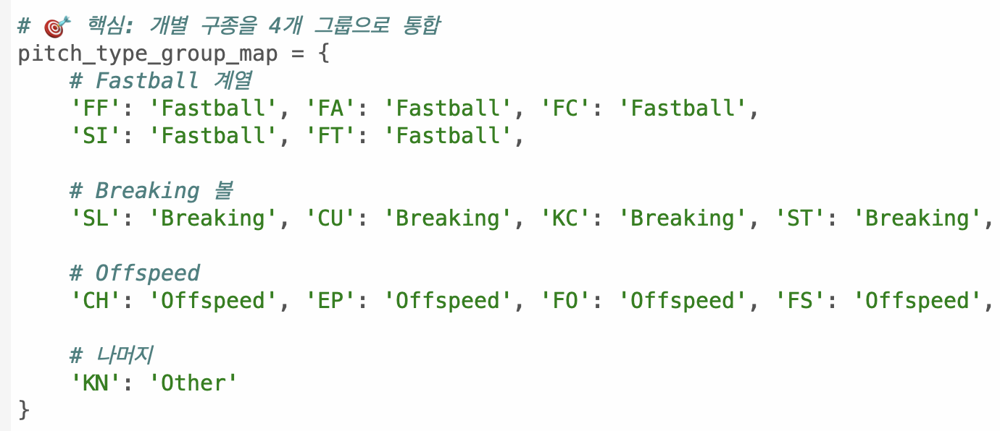 # 🎯 핵심: 개별 구종을 4개 그룹으로 통합
pitch_type_group_map = {
    # Fastball 계열
    'FF': 'Fastball', 'FA': 'Fastball', 'FC': 'Fastball',
    'SI': 'Fastball', 'FT': 'Fastball',
    # Breaking 볼
    'SL': 'Breaking', 'CU': 'Breaking', 'KC': 'Breaking', 'ST': 'Breaking',
    # Offspeed
    'CH': 'Offspeed', 'EP': 'Offspeed', 'FO': 'Offspeed', 'FS': 'Offspeed',
    # 나머지
    'KN': 'Other'
}